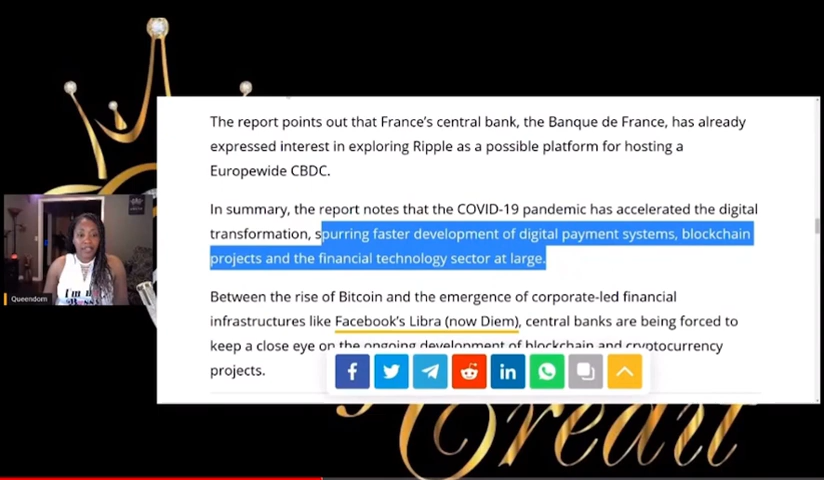 The report points out that France's central bank, the Banque de France, has already
expressed interest in exploring Ripple as a possible platform for hosting a
Europewide CBDC.
In summary, the report notes that the COVID-19 pandemic has accelerated the digital
transformation, spurring faster development of digital payment systems, blockchain
projects and the financial technology sector at large.
Between the rise of Bitcoin and the emergence of corporate-led financial
infrastructures like Facebook's Libra (now Diem), central banks are being forced to
keep a close eye on the ongoing development of blockchain and cryptocurrency
projects.
Queendom
I'm
Credit